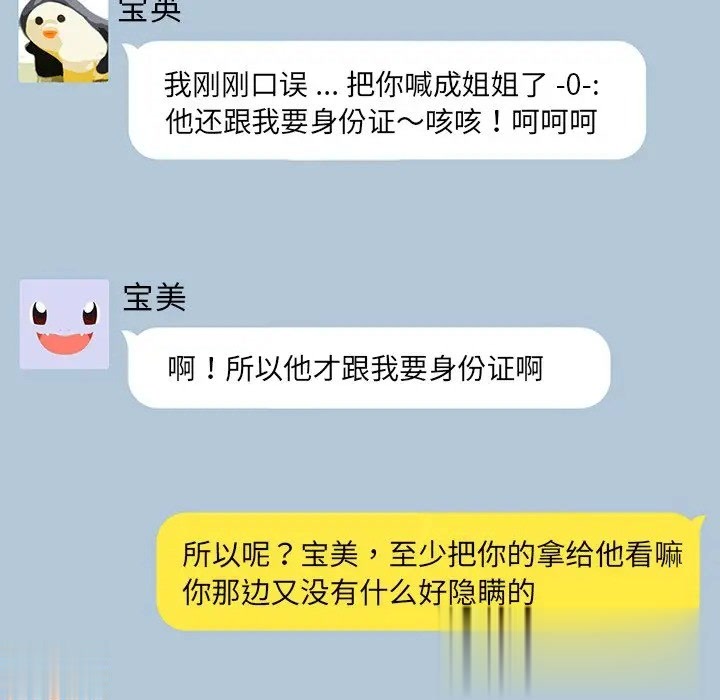 宝英
我刚刚口误 ... 把你喊成姐姐了 -0-:
他还跟我要身份证～咳咳！呵呵呵
宝美
啊！所以他才跟我要身份证啊
所以呢？宝美，至少把你的拿给他看嘛
你那边又没有什么好隐瞒的